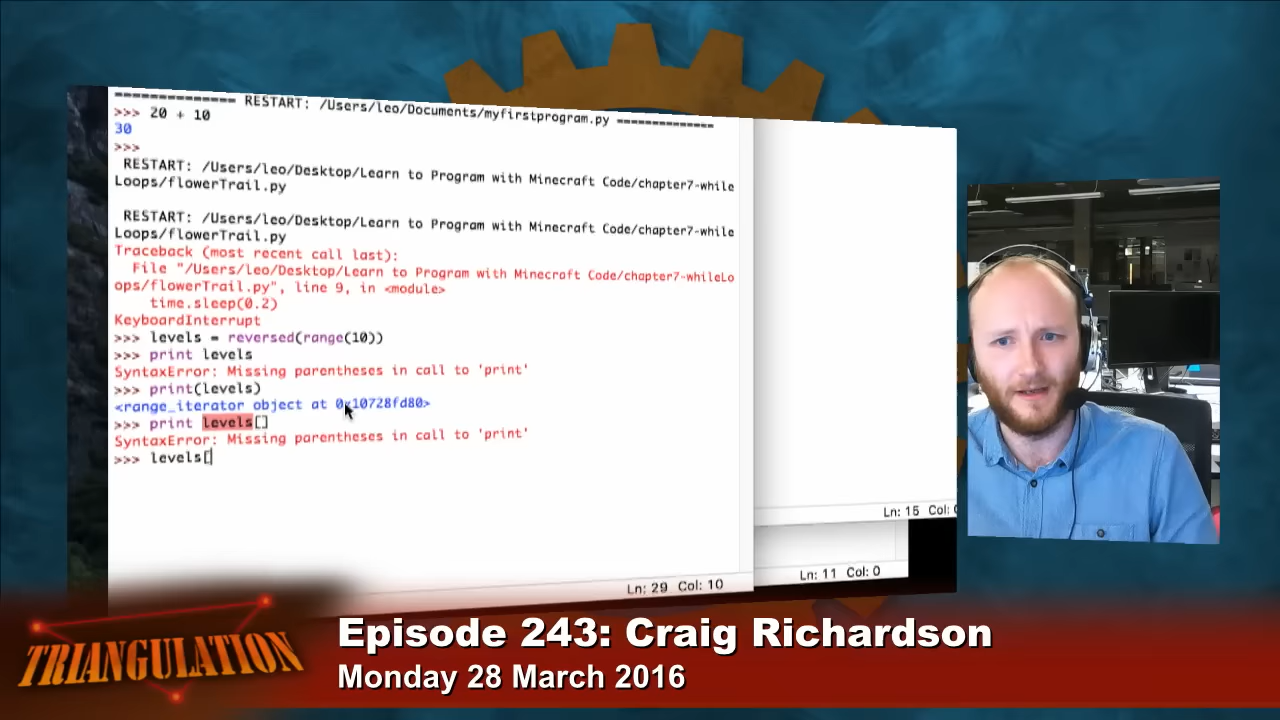 ============== RESTART: /Users/leo/Documents/myfirstprogram.py ==============
>>> 20 + 10
30
>>>
RESTART: /Users/leo/Desktop/Learn to Program with Minecraft Code/chapter7-while
Loops/flowerTrail.py
RESTART: /Users/leo/Desktop/Learn to Program with Minecraft Code/chapter7-while
Loops/flowerTrail.py
Traceback (most recent call last):
File "/Users/leo/Desktop/Learn to Program with Minecraft Code/chapter7-whileLo
ops/flowerTrail.py", line 9, in <module>
time.sleep(0.2)
KeyboardInterrupt
>>> levels = reversed(range(10))
>>> print levels
SyntaxError: Missing parentheses in call to 'print'
>>> print(levels)
<range_iterator object at 0x10728fd80>
>>> print levels[]
SyntaxError: Missing parentheses in call to 'print'
>>> levels[
Ln: 29 Col: 10
Ln: 15 Col: 0
Ln: 11 Col: 0
TRIANGULATION
Episode 243: Craig Richardson
Monday 28 March 2016